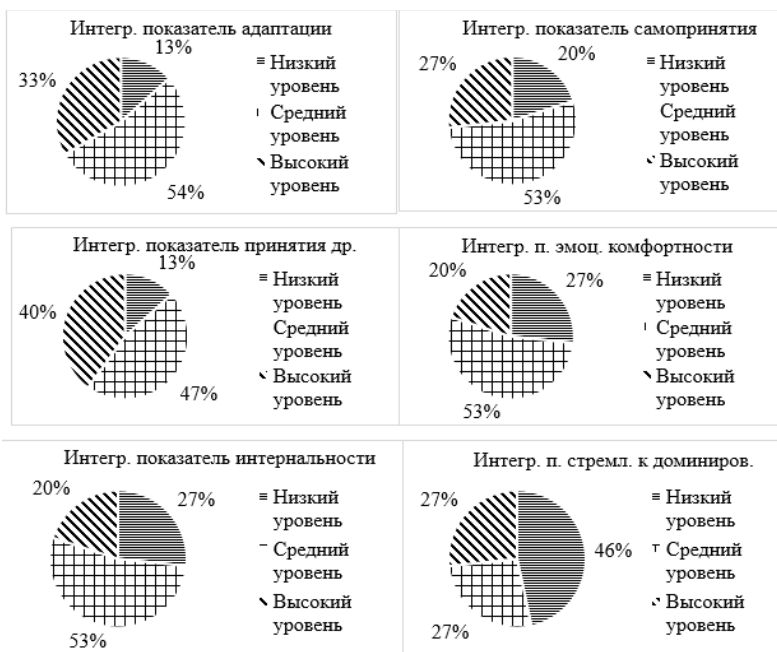 Интегр. показатель адаптации
13%
33%
54%
Низкий
уровень
Средний
уровень
Высокий
уровень
Интегр. показатель самопринятия
27%
20%
53%
Низкий
уровень
Средний
уровень
Высокий
уровень
Интегр. показатель принятия др.
13%
40%
47%
Низкий
уровень
Средний
уровень
Высокий
уровень
Интегр. п. эмоц. комфортности
20%
27%
53%
Низкий
уровень
Средний
уровень
Высокий
уровень
Интегр. показатель интернальности
20%
27%
53%
Низкий
уровень
Средний
уровень
Высокий
уровень
Интегр. п. стремл. к доминиров.
27%
46%
27%
Низкий
уровень
Средний
уровень
Высокий
уровень